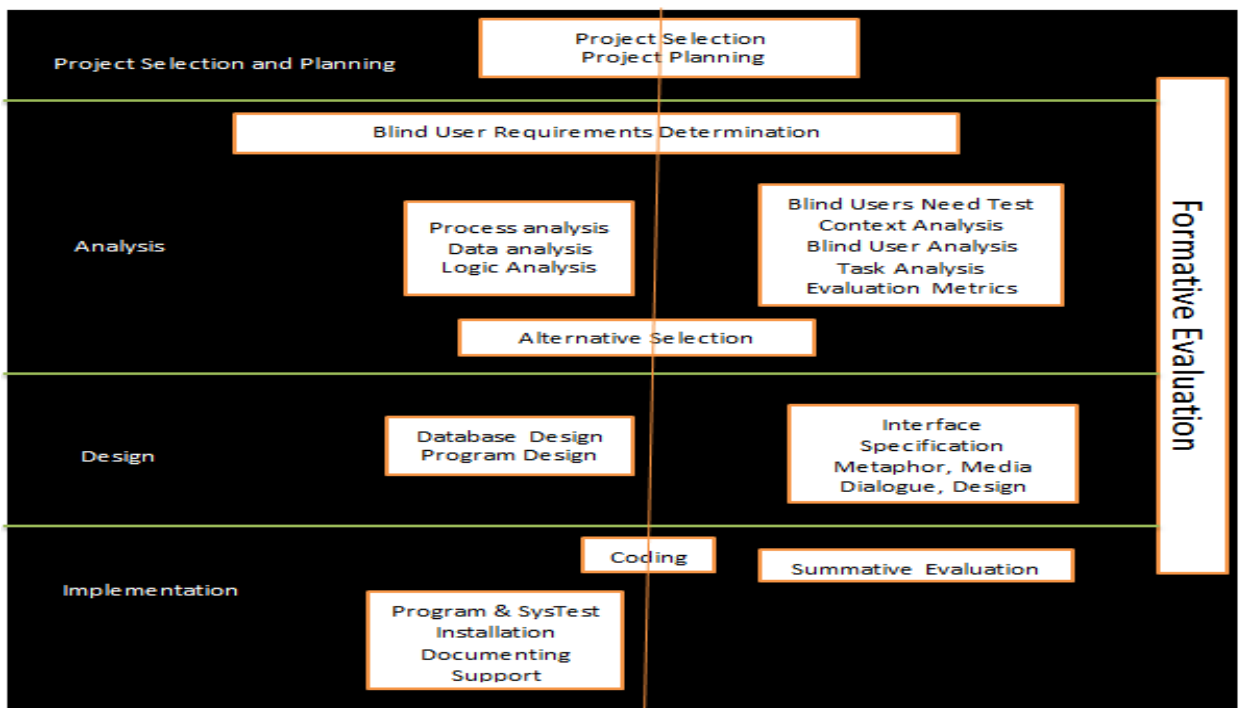 Project Selection and Planning
Project Selection
Project Planning
Blind User Requirements Determination
Analysis
Process analysis
Data analysis
Logic Analysis
Blind Users Need Test
Context Analysis
Blind User Analysis
Task Analysis
Evaluation Metrics
Alternative Selection
Design
Database Design
Program Design
Interface
Specification
Metaphor, Media
Dialogue, Design
Implementation
Coding
Summative Evaluation
Program & SysTest
Installation
Documenting
Support
Formative Evaluation